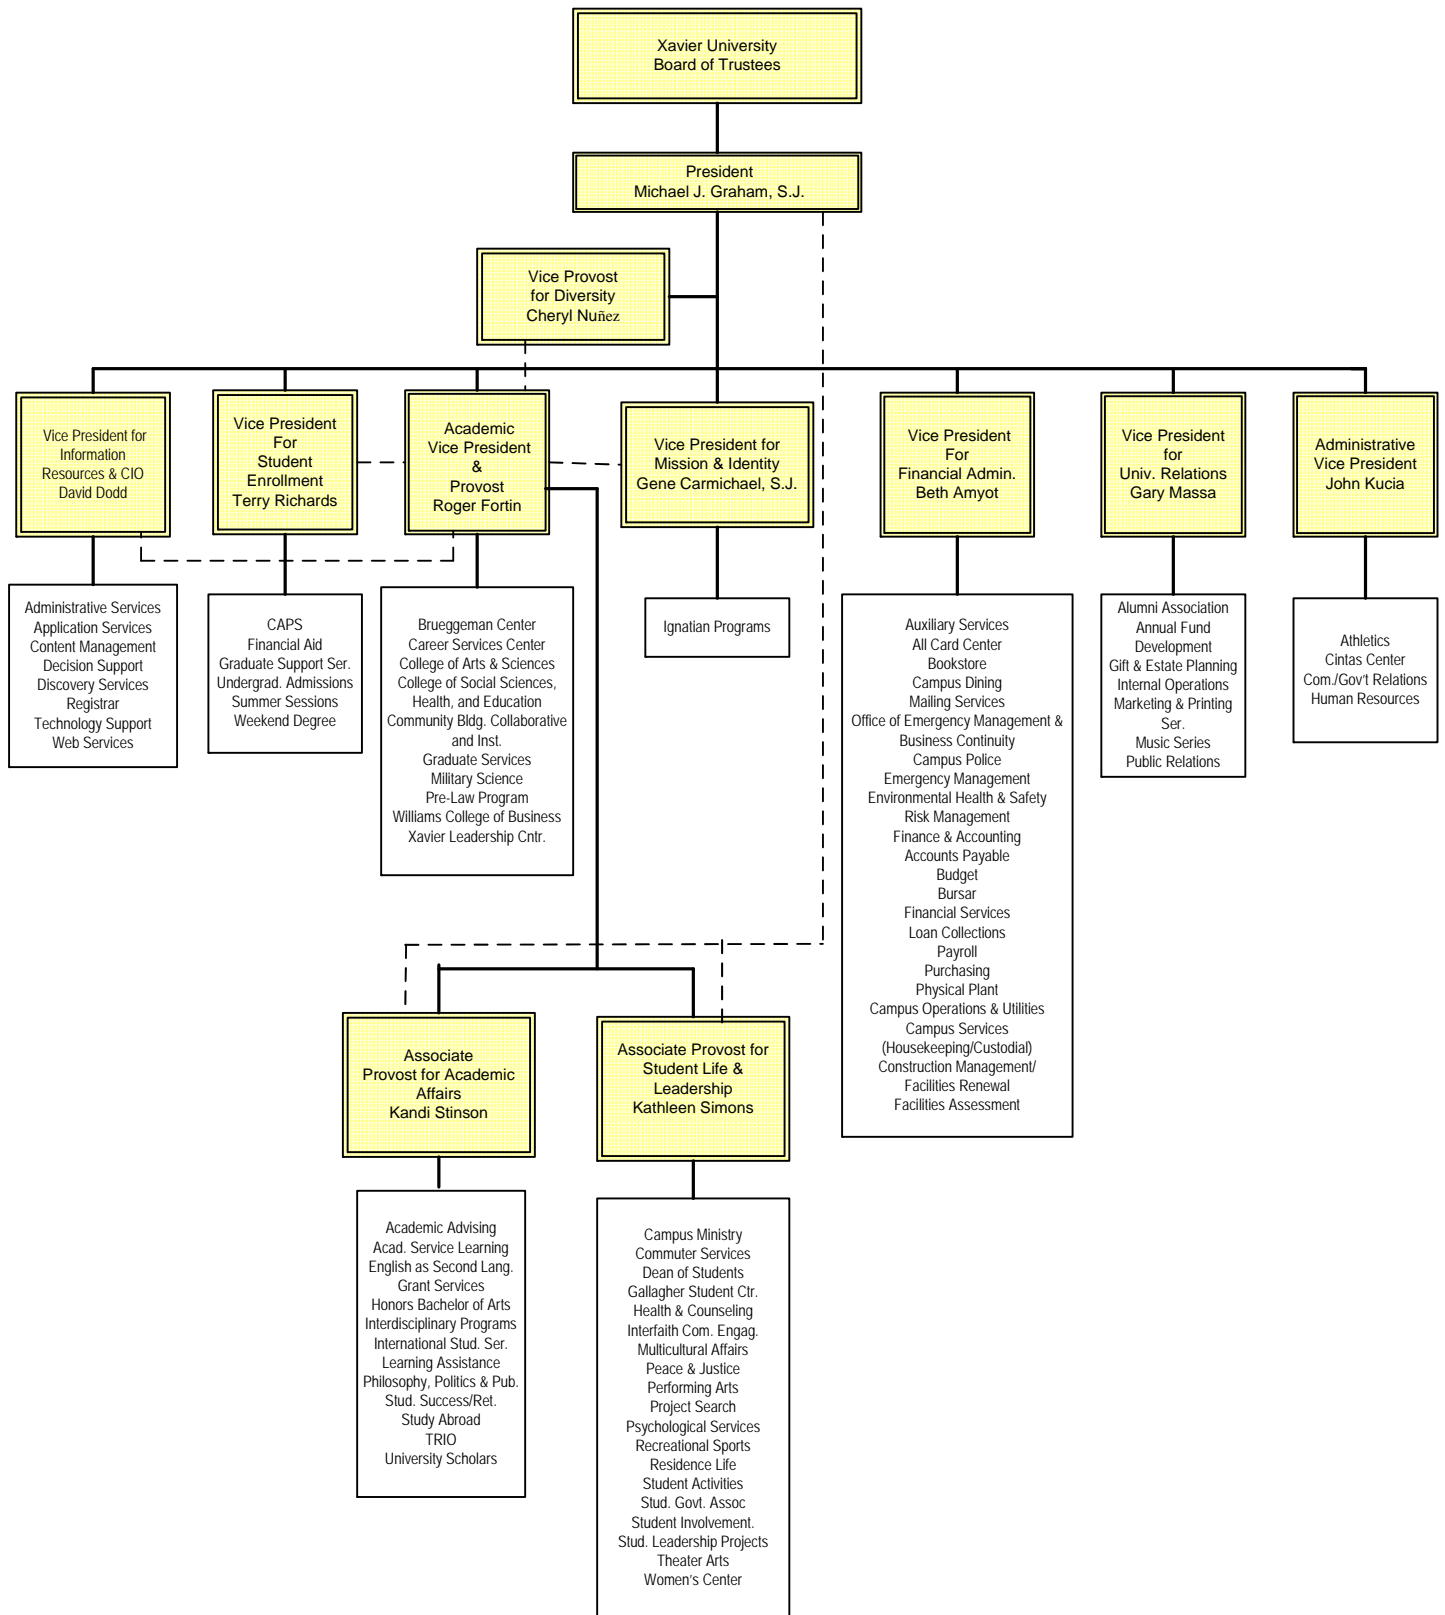 Xavier University
Board of Trustees
President
Michael J. Graham, S.J.
Vice Provost
for Diversity
Cheryl Nuñez
Vice President for
Information
Resources & CIO
David Dodd
Vice President
For
Student
Enrollment
Terry Richards
Academic
Vice President
&
Provost
Roger Fortin
Vice President for
Mission & Identity
Gene Carmichael, S.J.
Vice President
For
Financial Admin.
Beth Amyot
Vice President
for
Univ. Relations
Gary Massa
Administrative
Vice President
John Kucia
Administrative Services
Application Services
Content Management
Decision Support
Discovery Services
Registrar
Technology Support
Web Services
CAPS
Financial Aid
Graduate Support Ser.
Undergrad. Admissions
Summer Sessions
Weekend Degree
Brueggeman Center
Career Services Center
College of Arts & Sciences
College of Social Sciences,
Health, and Education
Community Bldg. Collaborative
and Inst.
Graduate Services
Military Science
Pre-Law Program
Williams College of Business
Xavier Leadership Cntr.
Ignatian Programs
Auxiliary Services
All Card Center
Bookstore
Campus Dining
Mailing Services
Office of Emergency Management &
Business Continuity
Campus Police
Emergency Management
Environmental Health & Safety
Risk Management
Finance & Accounting
Accounts Payable
Budget
Bursar
Financial Services
Loan Collections
Payroll
Purchasing
Physical Plant
Campus Operations & Utilities
Campus Services
(Housekeeping/Custodial)
Construction Management/
Facilities Renewal
Facilities Assessment
Alumni Association
Annual Fund
Development
Gift & Estate Planning
Internal Operations
Marketing & Printing
Ser.
Music Series
Public Relations
Athletics
Cintas Center
Com./Gov't Relations
Human Resources
Associate
Provost for Academic
Affairs
Kandi Stinson
Associate Provost for
Student Life &
Leadership
Kathleen Simons
Academic Advising
Acad. Service Learning
English as Second Lang.
Grant Services
Honors Bachelor of Arts
Interdisciplinary Programs
International Stud. Ser.
Learning Assistance
Philosophy, Politics & Pub.
Stud. Success/Ret.
Study Abroad
TRIO
University Scholars
Campus Ministry
Commuter Services
Dean of Students
Gallagher Student Ctr.
Health & Counseling
Interfaith Com. Engag.
Multicultural Affairs
Peace & Justice
Performing Arts
Project Search
Psychological Services
Recreational Sports
Residence Life
Student Activities
Stud. Govt. Assoc
Student Involvement.
Stud. Leadership Projects
Theater Arts
Women's Center